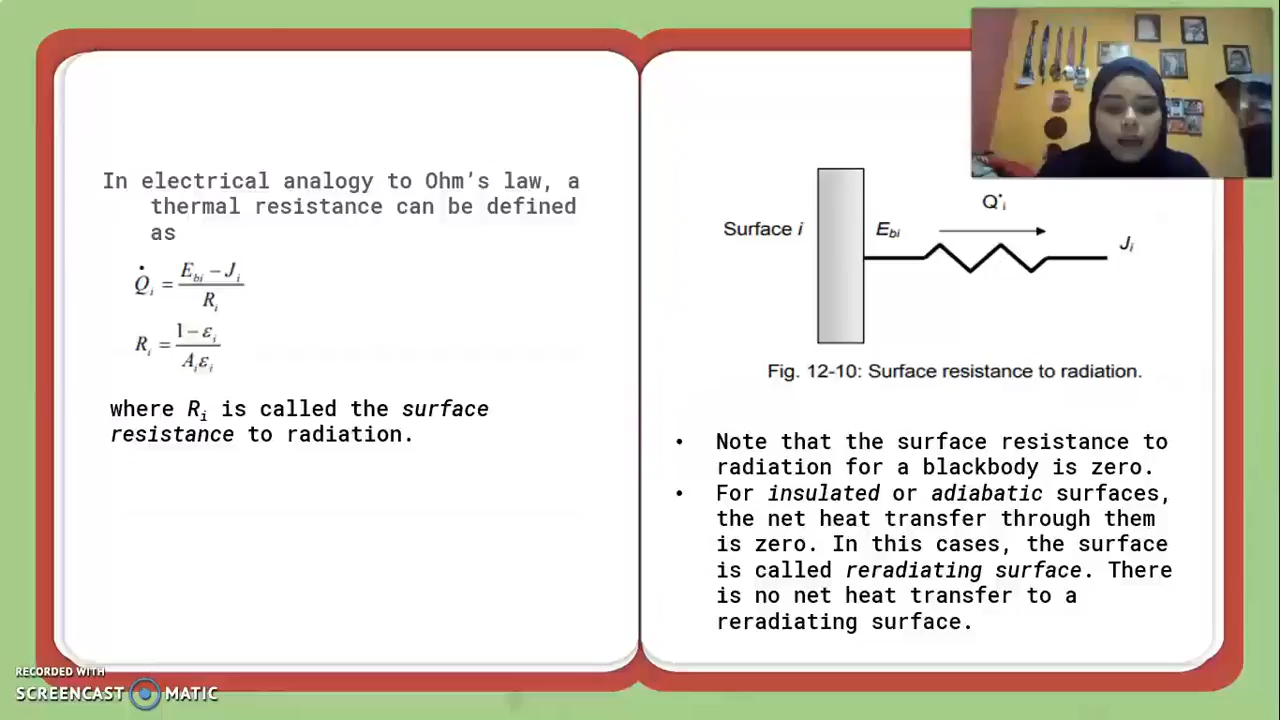 In electrical analogy to Ohm's law, a
thermal resistance can be defined
as
Q̇ᵢ = (E_bi − Jᵢ) / Rᵢ
Rᵢ = (1 − εᵢ) / (Aᵢεᵢ)
where Rᵢ is called the surface
resistance to radiation.
Surface i
E_bi
Q̇ᵢ
Jᵢ
Fig. 12-10: Surface resistance to radiation.
• Note that the surface resistance to
radiation for a blackbody is zero.
• For insulated or adiabatic surfaces,
the net heat transfer through them
is zero. In this cases, the surface
is called reradiating surface. There
is no net heat transfer to a
reradiating surface.
RECORDED WITH
SCREENCAST MATIC